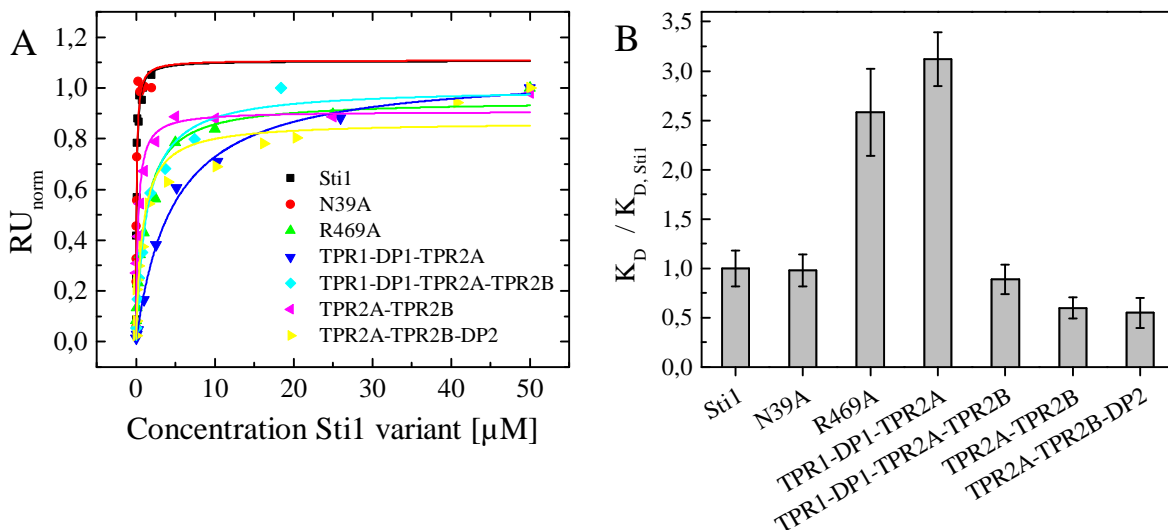 A
1,2
1,0
0,8
0,6
0,4
0,2
0,0
RU norm
Sti1
N39A
R469A
TPR1-DP1-TPR2A
TPR1-DP1-TPR2A-TPR2B
TPR2A-TPR2B
TPR2A-TPR2B-DP2
0 10 20 30 40 50
Concentration Sti1 variant [µM]
B
3,5
3,0
2,5
2,0
1,5
1,0
0,5
0,0
K D / K D, Sti1
Sti1
N39A
R469A
TPR1-DP1-TPR2A
TPR1-DP1-TPR2A-TPR2B
TPR2A-TPR2B
TPR2A-TPR2B-DP2